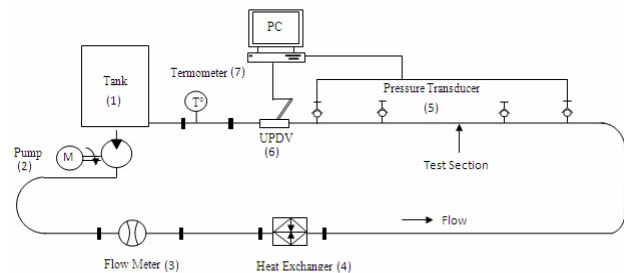 PC
Tank
(1)
Termometer (7)
T°
Pressure Transducer
(5)
UPDV
(6)
Pump
(2)
M
Test Section
Flow
Flow Meter (3)
Heat Exchanger (4)